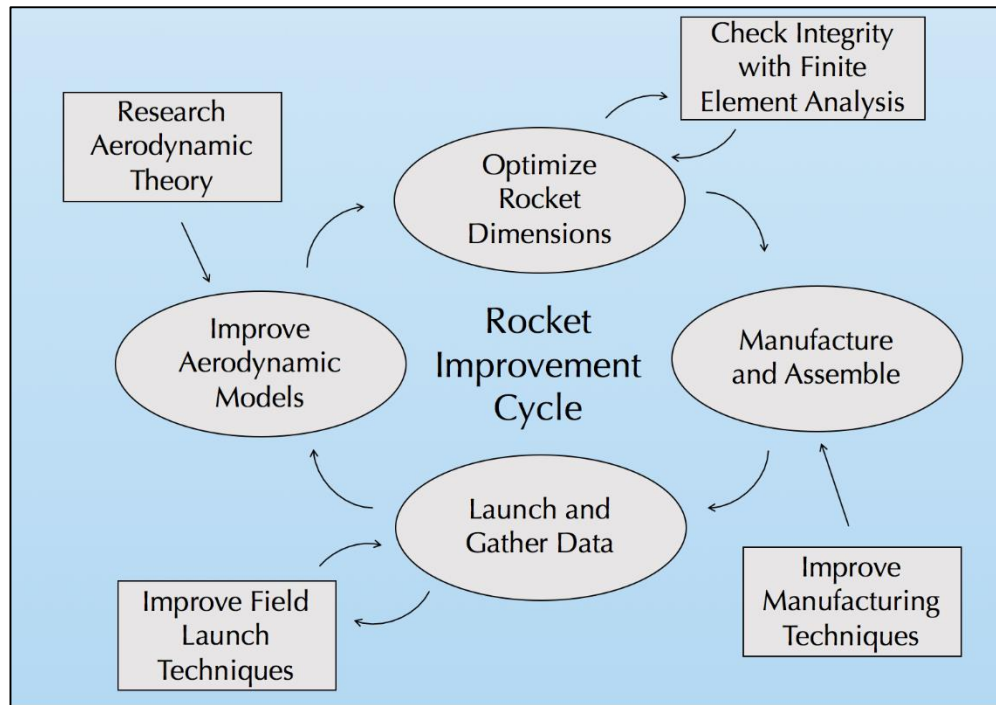 Check Integrity
with Finite
Element Analysis
Research
Aerodynamic
Theory
Optimize
Rocket
Dimensions
Improve
Aerodynamic
Models
Rocket
Improvement
Cycle
Manufacture
and Assemble
Launch and
Gather Data
Improve Field
Launch
Techniques
Improve
Manufacturing
Techniques